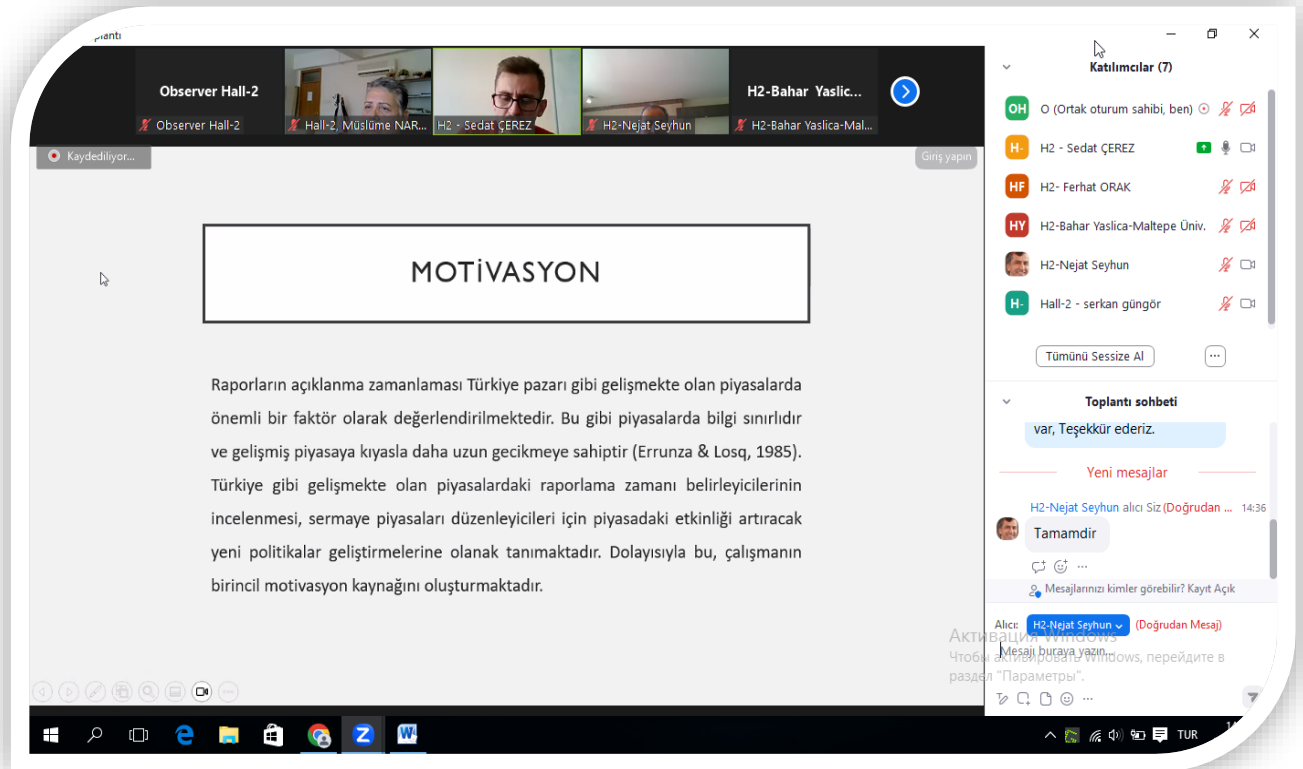 Observer Hall-2
H2-Bahar Yaslic...
Observer Hall-2
Hall-2, Müslüme NAR...
H2 - Sedat ÇEREZ
H2-Nejat Seyhun
H2-Bahar Yaslica-Mal...
Kaydediliyor...
Giriş yapın
MOTİVASYON
Raporların açıklanma zamanlaması Türkiye pazarı gibi gelişmekte olan piyasalarda
önemli bir faktör olarak değerlendirilmektedir. Bu gibi piyasalarda bilgi sınırlıdır
ve gelişmiş piyasaya kıyasla daha uzun gecikmeye sahiptir (Errunza & Losq, 1985).
Türkiye gibi gelişmekte olan piyasalardaki raporlama zamanı belirleyicilerinin
incelenmesi, sermaye piyasaları düzenleyicileri için piyasadaki etkinliği artıracak
yeni politikalar geliştirmelerine olanak tanımaktadır. Dolayısıyla bu, çalışmanın
birincil motivasyon kaynağını oluşturmaktadır.
Katılımcılar (7)
OH O (Ortak oturum sahibi, ben)
H- H2 - Sedat ÇEREZ
HF H2- Ferhat ORAK
HY H2-Bahar Yaslica-Maltepe Üniv.
H2-Nejat Seyhun
H- Hall-2 - serkan güngör
Tümünü Sessize Al
Toplantı sohbeti
var, Teşekkür ederiz.
Yeni mesajlar
H2-Nejat Seyhun alıcı Siz (Doğrudan ... 14:36
Tamamdir
Mesajlarınızı kimler görebilir? Kayıt Açık
Alıcı: H2-Nejat Seyhun (Doğrudan Mesaj)
Mesajı buraya yazın...
Активация Windows
Чтобы активировать Windows, перейдите в
раздел "Параметры".
TUR